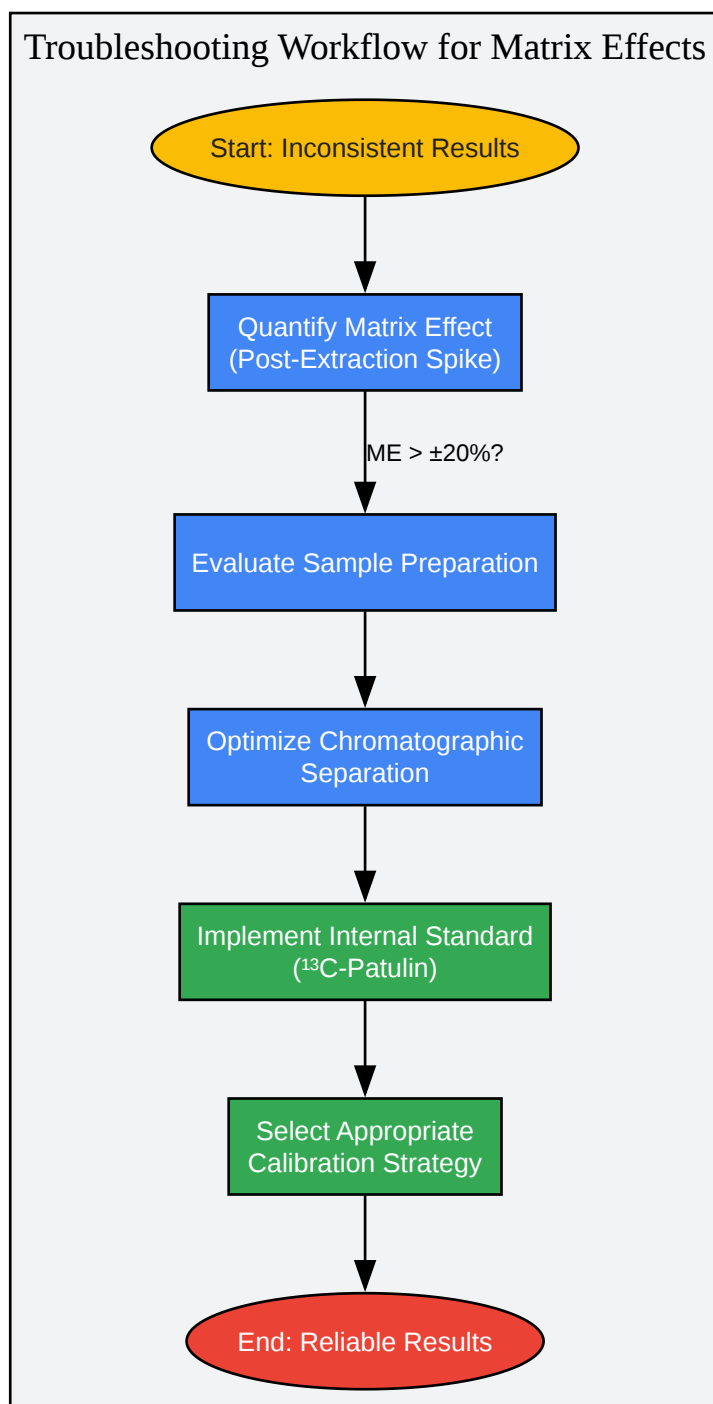 Troubleshooting Workflow for Matrix Effects
Start: Inconsistent Results
Quantify Matrix Effect
(Post-Extraction Spike)
ME > ±20%?
Evaluate Sample Preparation
Optimize Chromatographic
Separation
Implement Internal Standard
(¹³C-Patulin)
Select Appropriate
Calibration Strategy
End: Reliable Results